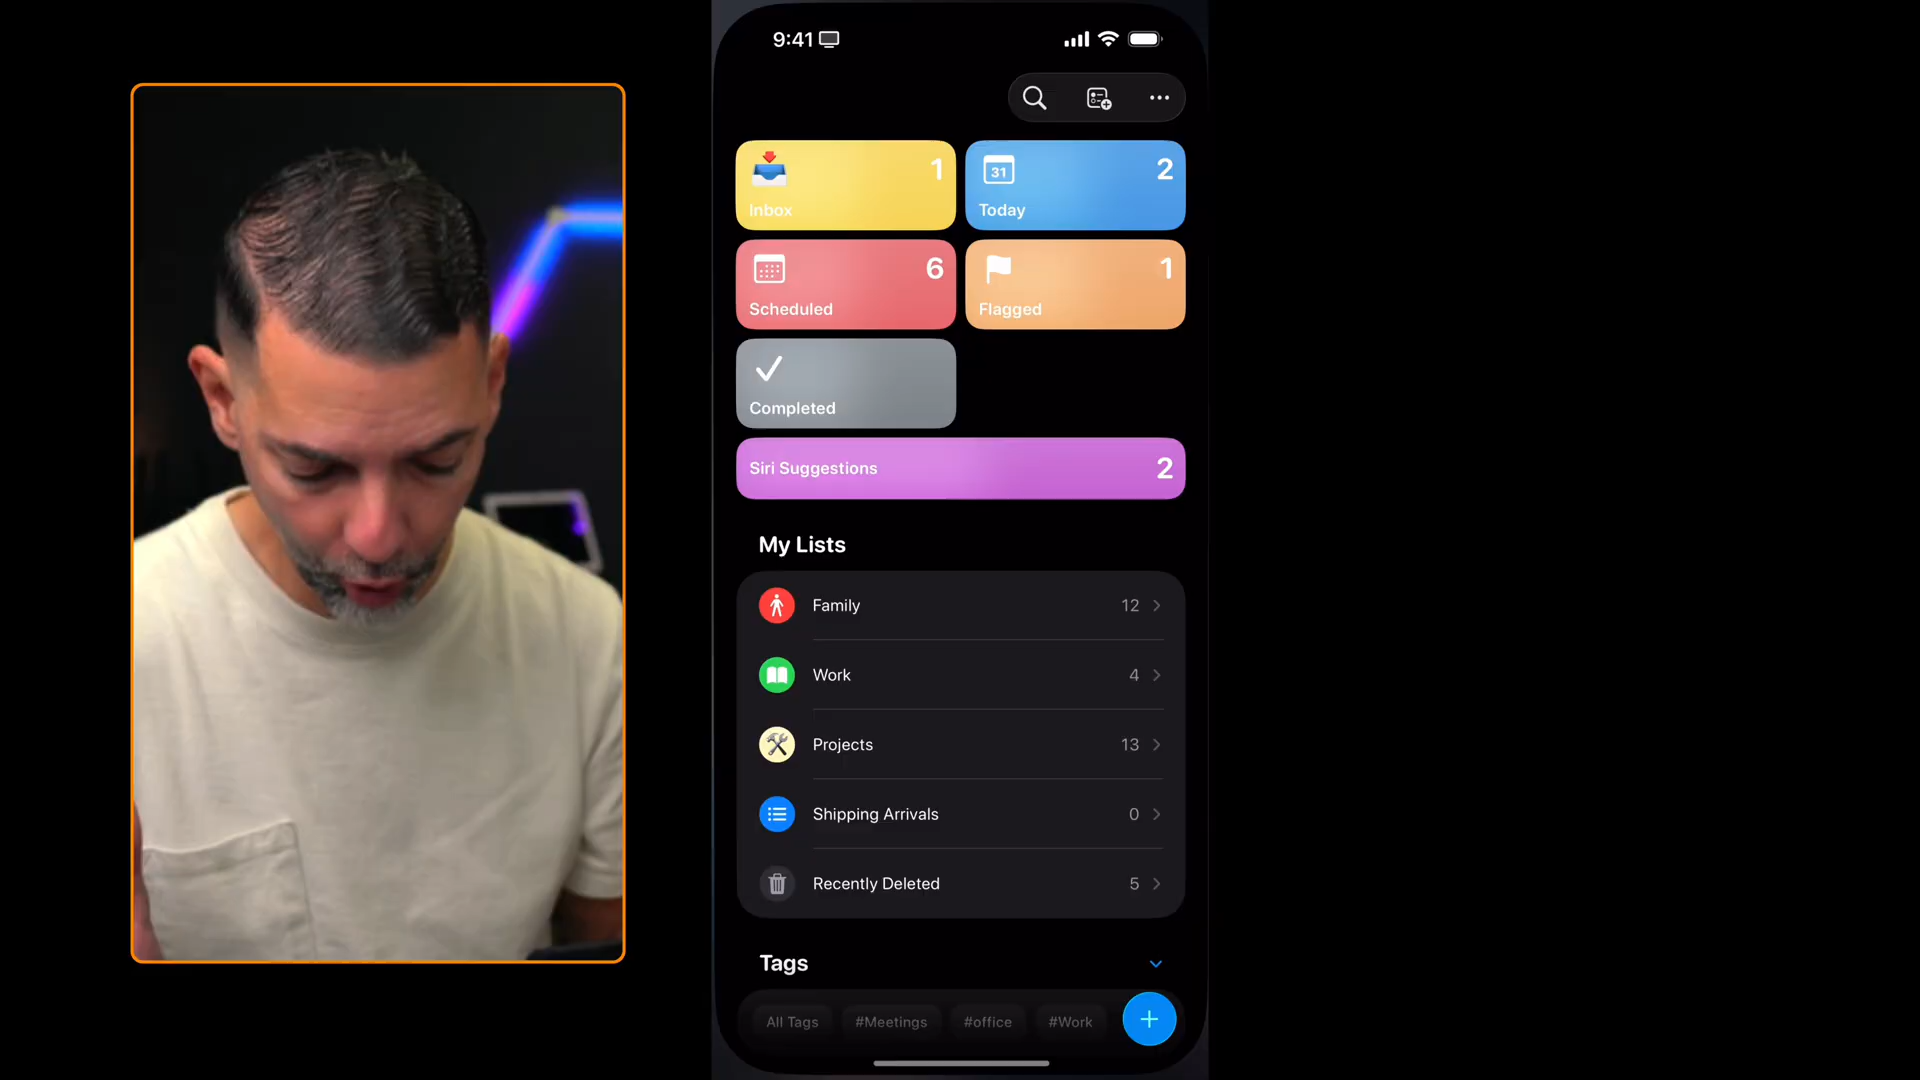 9:41
Inbox 1
31 Today 2
Scheduled 6
Flagged 1
Completed
Siri Suggestions 2
My Lists
Family 12
Work 4
Projects 13
Shipping Arrivals 0
Recently Deleted 5
Tags
All Tags #Meetings #office #Work